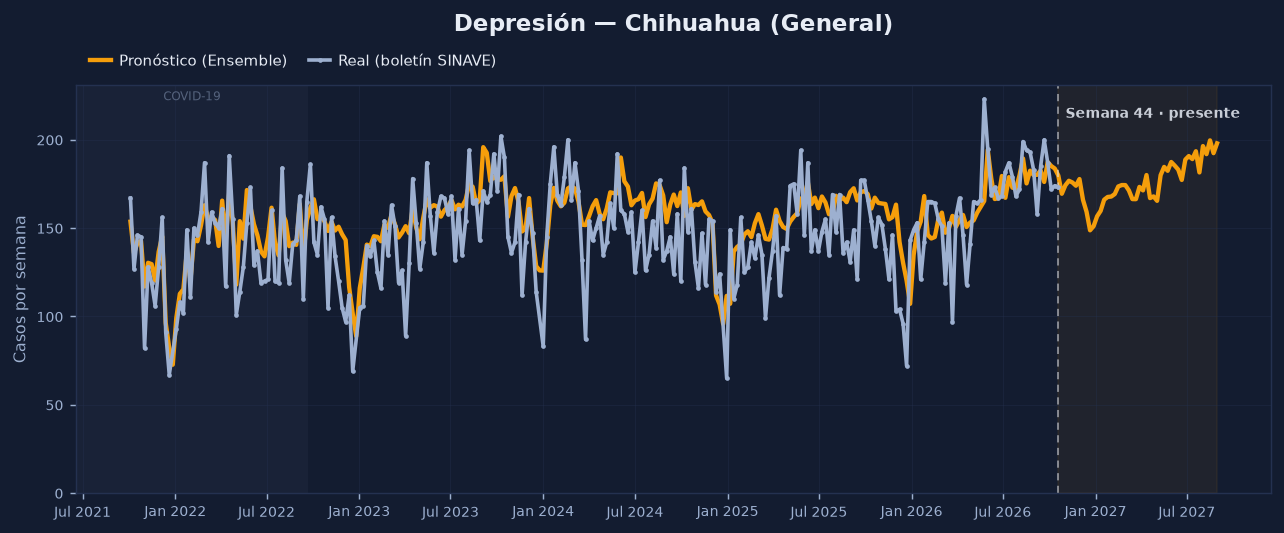 Depresión — Chihuahua (General)
Pronóstico (Ensemble) Real (boletín SINAVE)
COVID-19
Semana 44 · presente
Casos por semana
200
150
100
50
0
Jul 2021 Jan 2022 Jul 2022 Jan 2023 Jul 2023 Jan 2024 Jul 2024 Jan 2025 Jul 2025 Jan 2026 Jul 2026 Jan 2027 Jul 2027